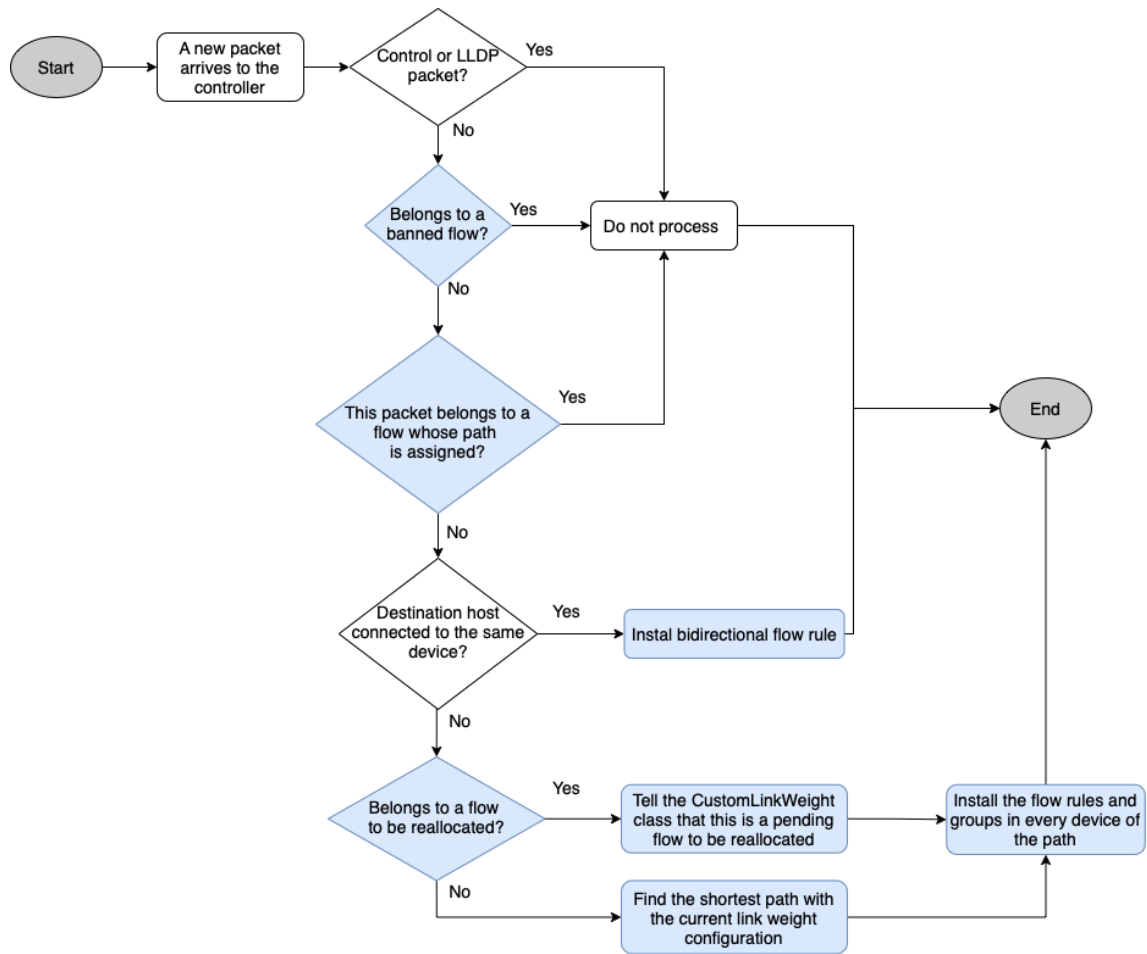 Start
A new packet
arrives to the
controller
Control or LLDP
packet?
Yes
No
Belongs to a
banned flow?
Yes
Do not process
No
This packet belongs to a
flow whose path
is assigned?
Yes
End
No
Destination host
connected to the same
device?
Yes
Instal bidirectional flow rule
No
Belongs to a flow
to be reallocated?
Yes
Tell the CustomLinkWeight
class that this is a pending
flow to be reallocated
Install the flow rules and
groups in every device of
the path
No
Find the shortest path with
the current link weight
configuration